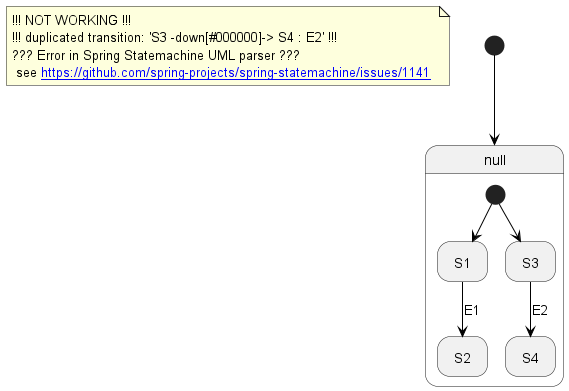 !!! NOT WORKING !!!
!!! duplicated transition: 'S3 -down[#000000]-> S4 : E2' !!!
??? Error in Spring Statemachine UML parser ???
see https://github.com/spring-projects/spring-statemachine/issues/1141
null
S1
S3
E1
E2
S2
S4